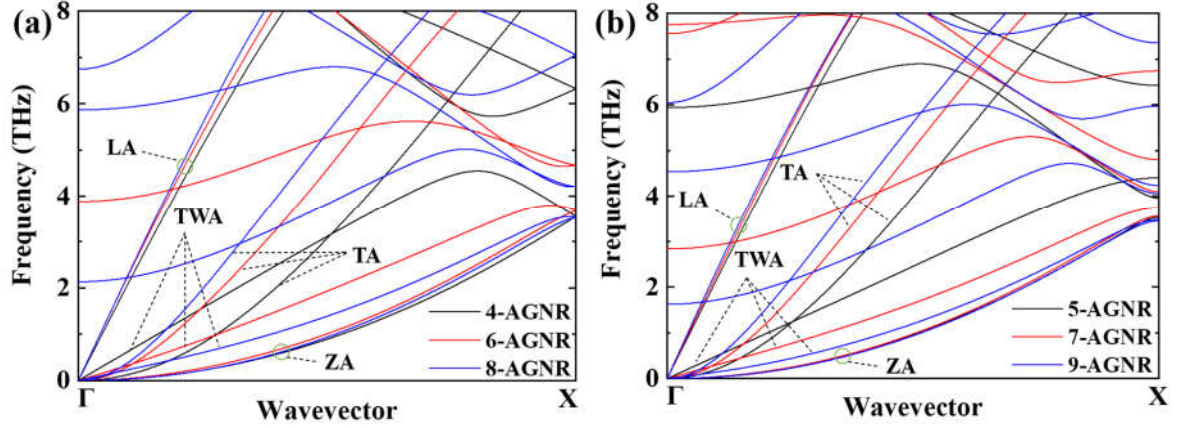 (a)
8
6
4
2
0
Frequency (THz)
LA
TWA
TA
ZA
4-AGNR
6-AGNR
8-AGNR
Γ
Wavevector
X
(b)
8
6
4
2
0
Frequency (THz)
LA
TA
TWA
ZA
5-AGNR
7-AGNR
9-AGNR
Γ
Wavevector
X